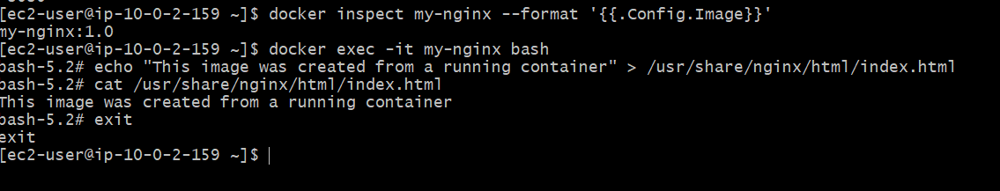 [ec2-user@ip-10-0-2-159 ~]$ docker inspect my-nginx --format '{{.Config.Image}}'
my-nginx:1.0
[ec2-user@ip-10-0-2-159 ~]$ docker exec -it my-nginx bash
bash-5.2# echo "This image was created from a running container" > /usr/share/nginx/html/index.html
bash-5.2# cat /usr/share/nginx/html/index.html
This image was created from a running container
bash-5.2# exit
exit
[ec2-user@ip-10-0-2-159 ~]$